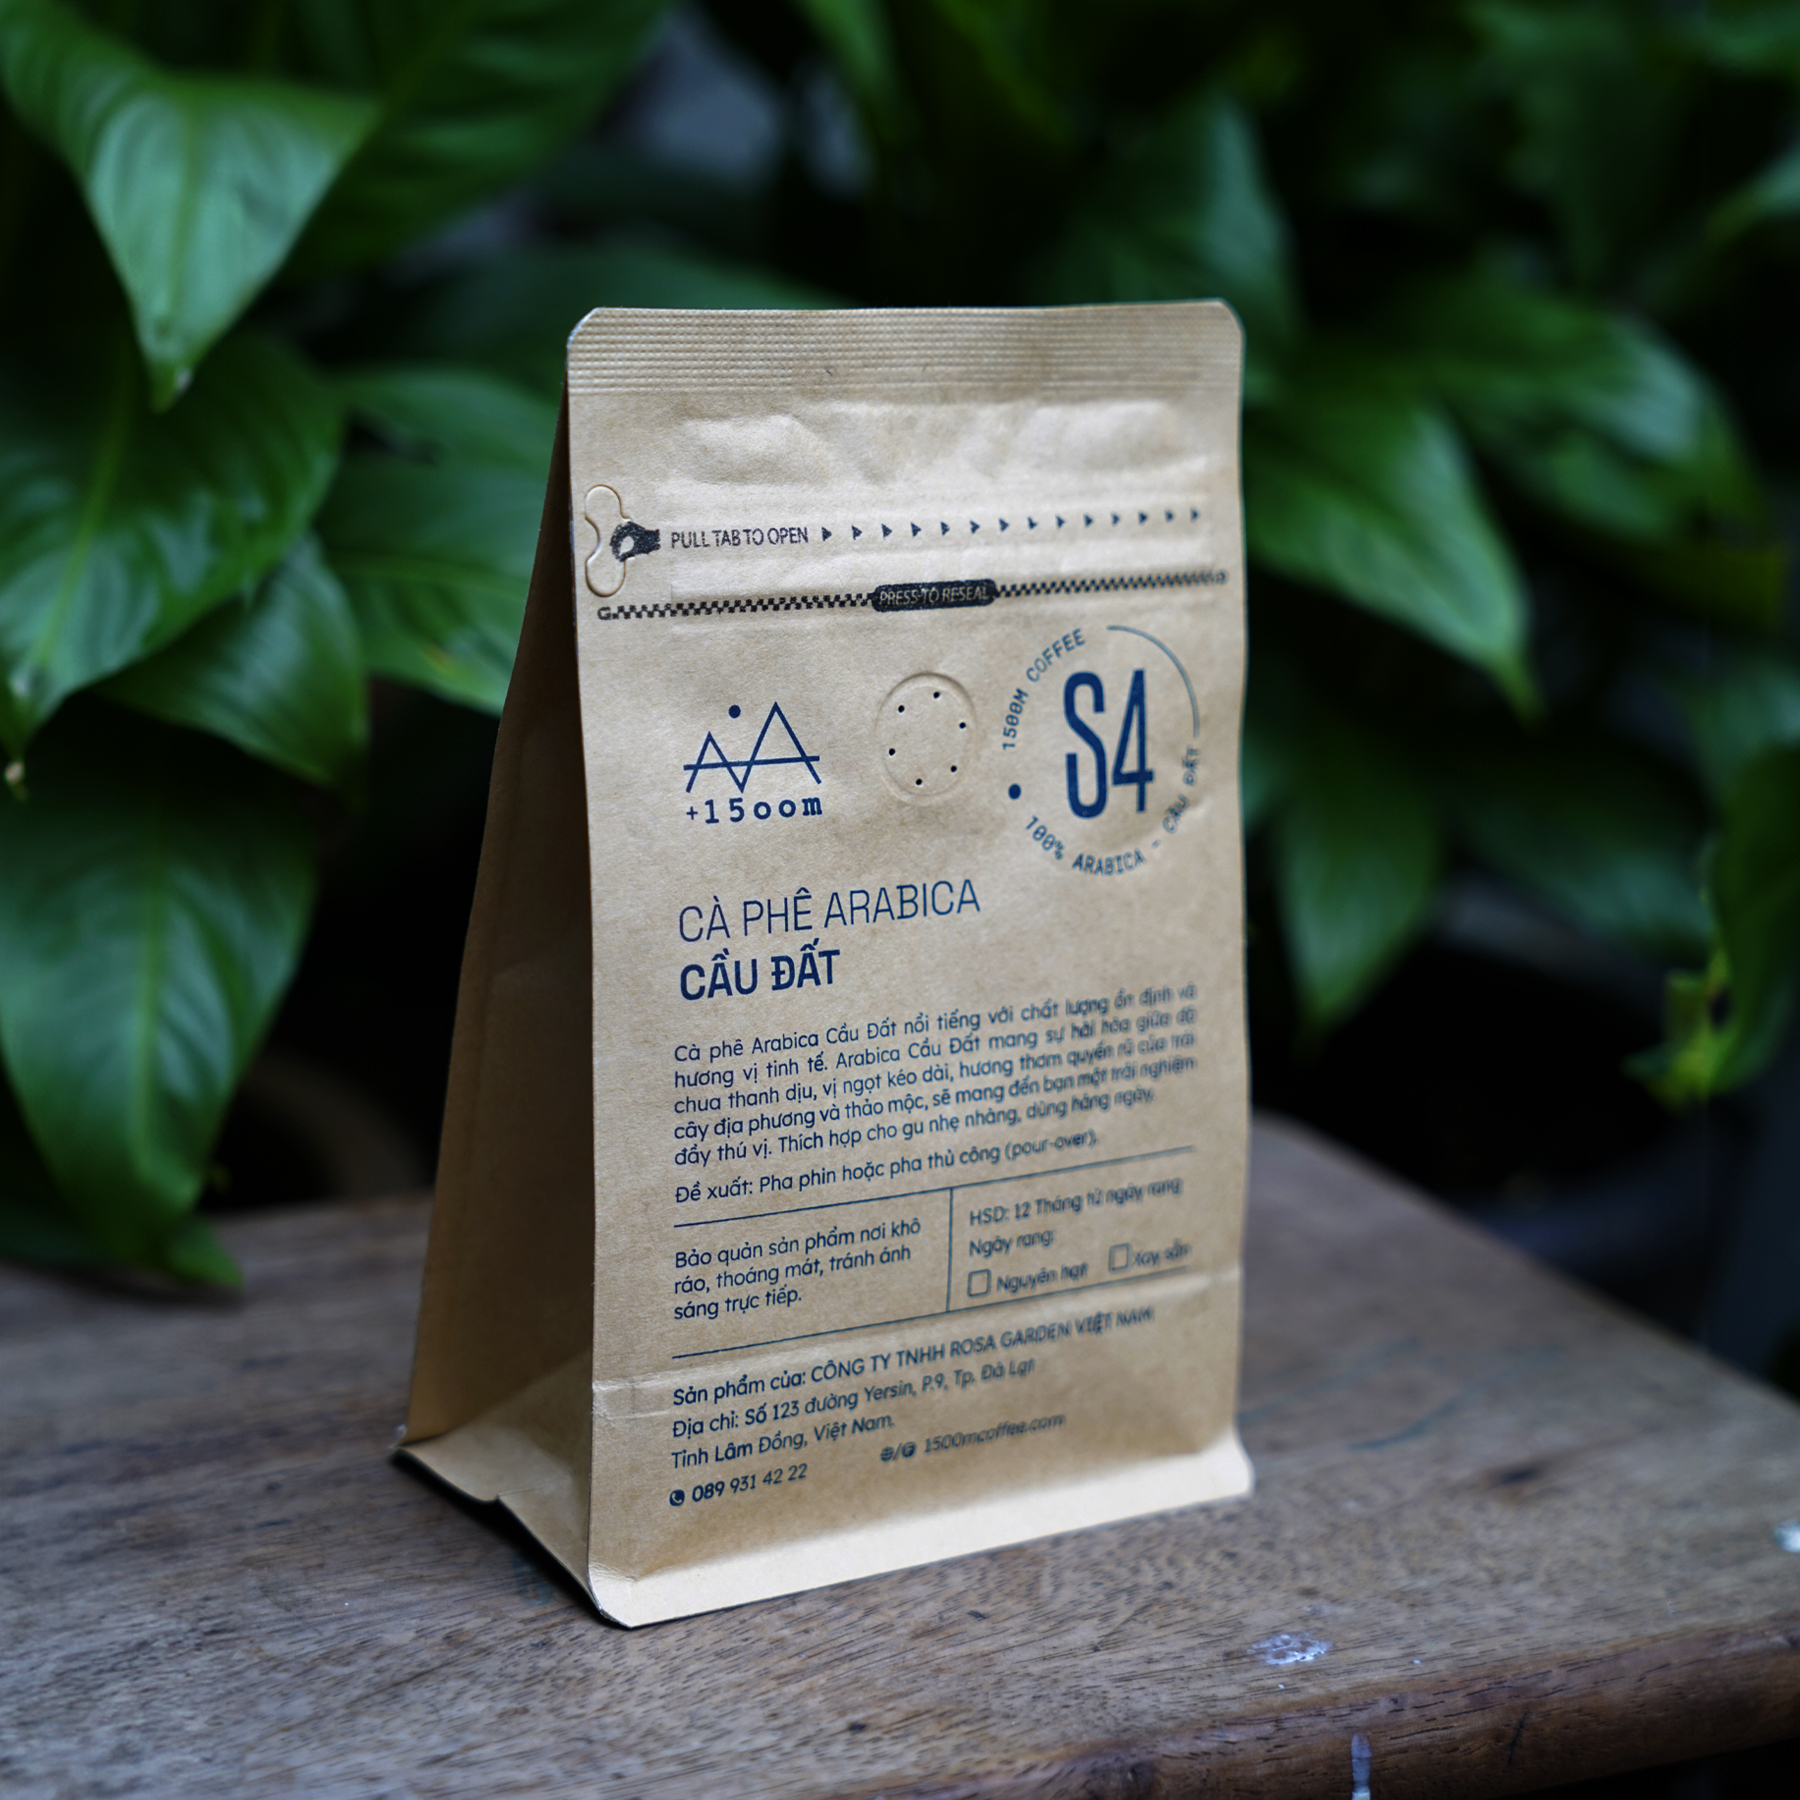 PULL TAB TO OPEN
PRESS TO RESEAL
+15oom
1500M COFFEE
S4
100% ARABICA - CẦU ĐẤT
CÀ PHÊ ARABICA
CẦU ĐẤT
Cà phê Arabica Cầu Đất nổi tiếng với chất lượng ổn định và
hương vị tinh tế. Arabica Cầu Đất mang sự hài hòa giữa độ
chua thanh dịu, vị ngọt kéo dài, hương thơm quyến rũ của trái
cây địa phương và thảo mộc, sẽ mang đến bạn một trải nghiệm
đầy thú vị. Thích hợp cho gu nhẹ nhàng, dùng hàng ngày.
Đề xuất: Pha phin hoặc pha thủ công (pour-over).
Bảo quản sản phẩm nơi khô
ráo, thoáng mát, tránh ánh
sáng trực tiếp.
HSD: 12 Tháng từ ngày rang
Ngày rang:
Nguyên hạt Xay sẵn
Sản phẩm của: CÔNG TY TNHH ROSA GARDEN VIỆT NAM
Địa chỉ: Số 123 đường Yersin, P.9, Tp. Đà Lạt
Tỉnh Lâm Đồng, Việt Nam.
089 931 42 22 / 1500mcoffee.com